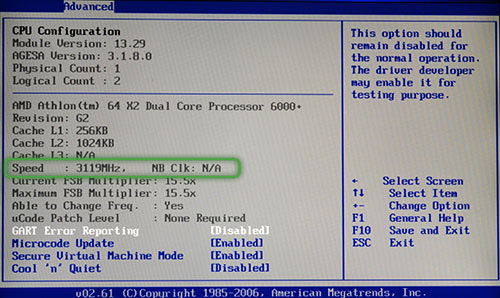 Advanced
CPU Configuration
Module Version: 13.29
AGESA Version: 3.1.8.0
Physical Count: 1
Logical Count : 2
AMD Athlon(tm) 64 X2 Dual Core Processor 6000+
Revision: G2
Cache L1: 256KB
Cache L2: 1024KB
Cache L3: N/A
Speed : 3119MHz, NB Clk: N/A
Current FSB Multiplier: 15.5x
Maximum FSB Multiplier: 15.5x
Able to Change Freq. : Yes
uCode Patch Level : None Required
GART Error Reporting [Disabled]
Microcode Update [Enabled]
Secure Virtual Machine Mode [Enabled]
Cool 'n' Quiet [Disabled]
This option should
remain disabled for
the normal operation.
The driver developer
may enable it for
testing purpose.
← Select Screen
↑↓ Select Item
+- Change Option
F1 General Help
F10 Save and Exit
ESC Exit
v02.61 (C)Copyright 1985-2006, American Megatrends, Inc.